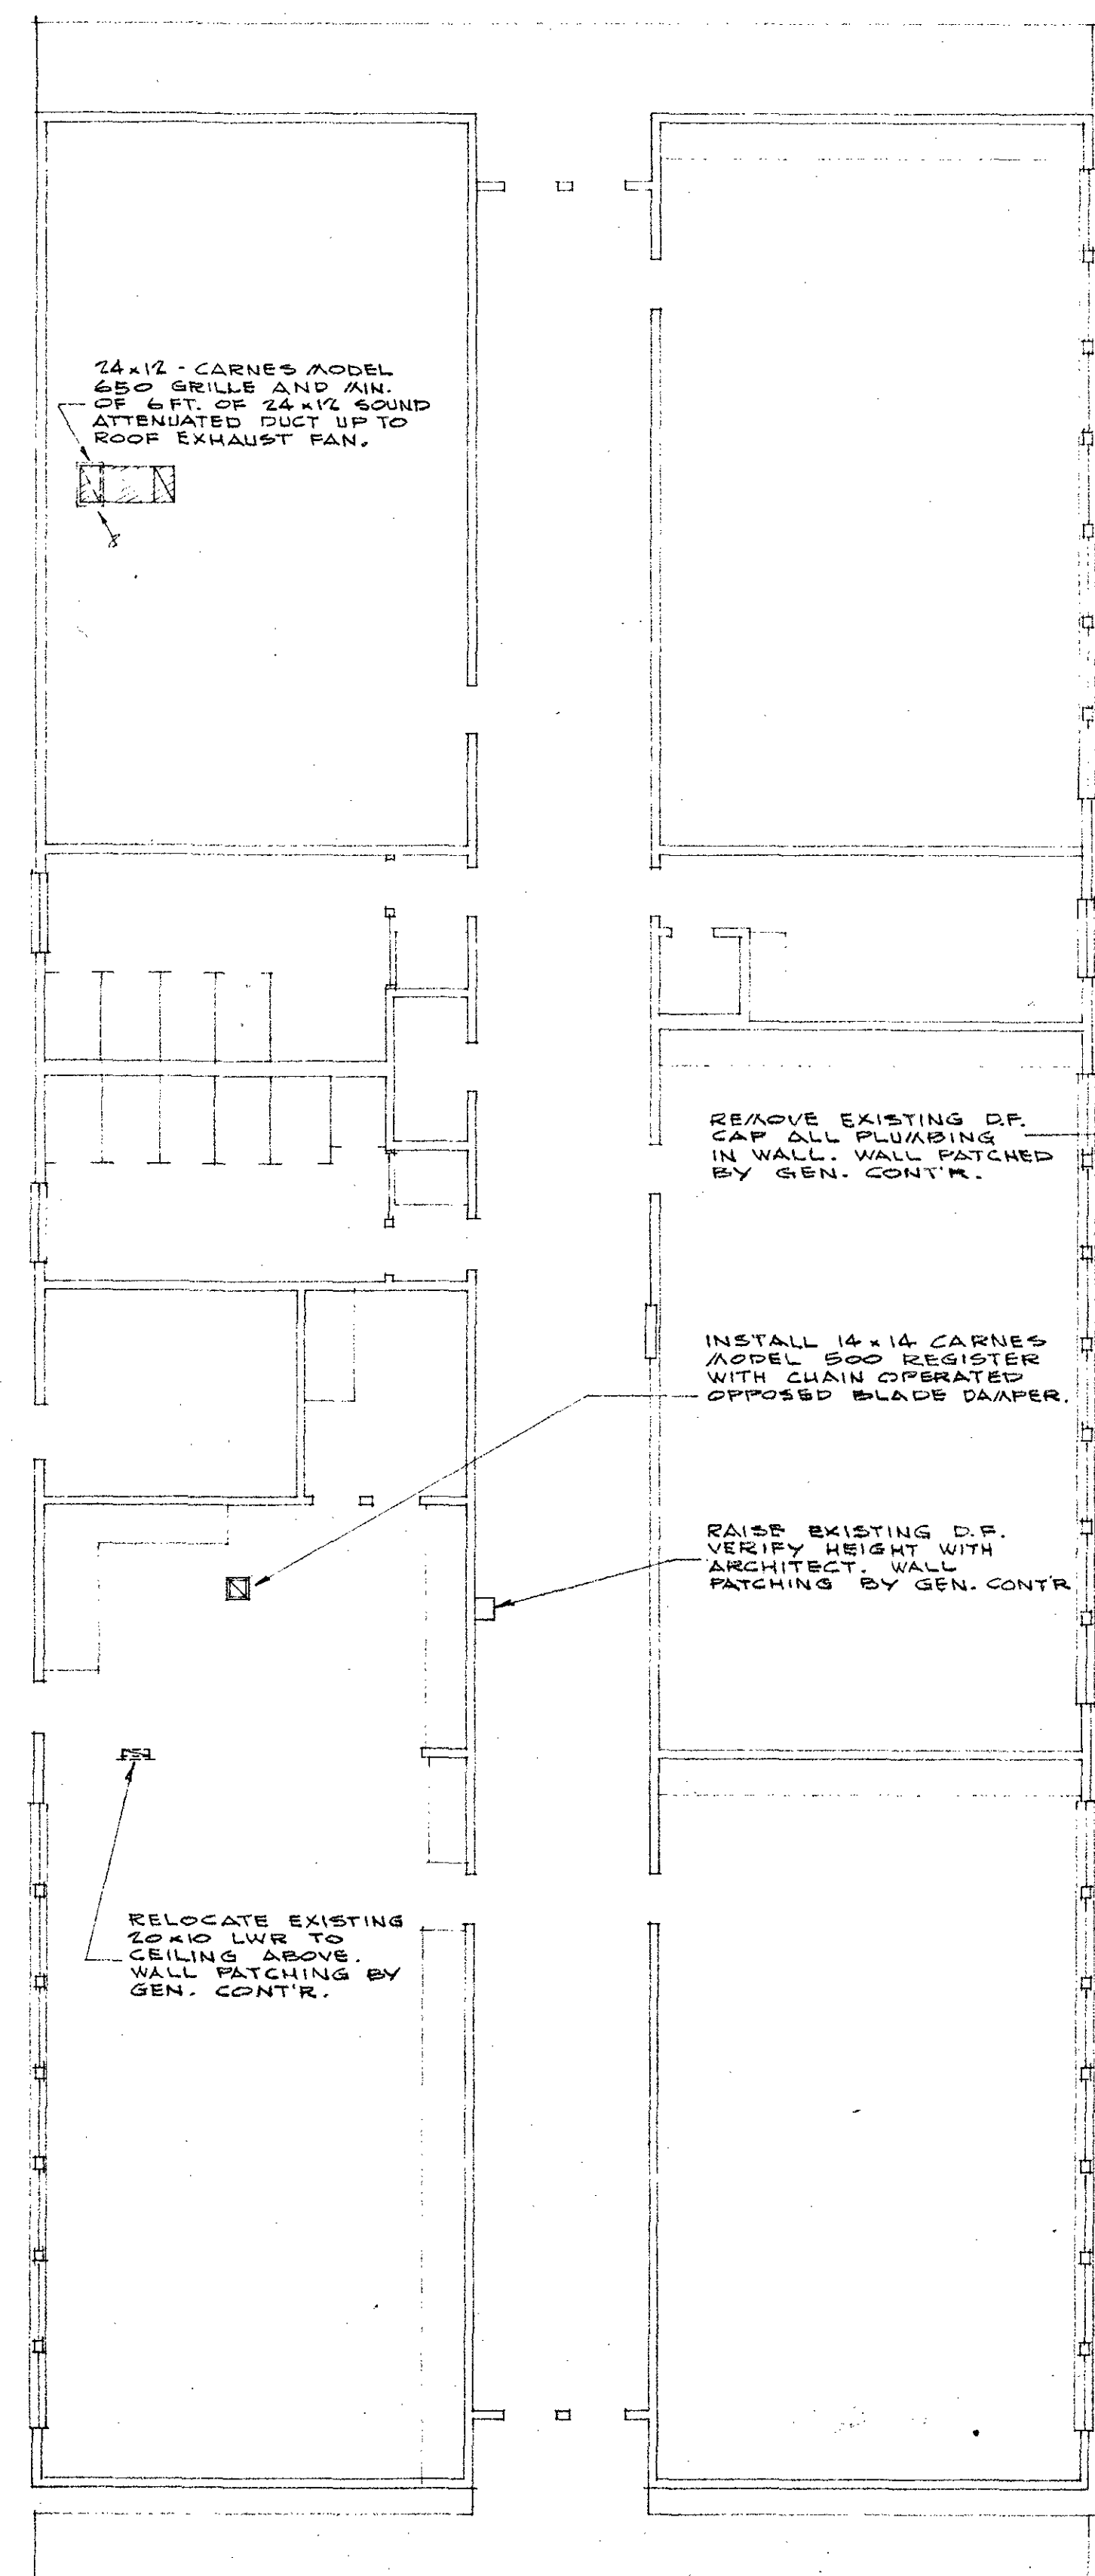 24x12 - CARNES MODEL
650 GRILLE AND MIN.
OF 6 FT. OF 24x12 SOUND
ATTENUATED DUCT UP TO
ROOF EXHAUST FAN.
REMOVE EXISTING D.F.
CAP ALL PLUMBING
IN WALL. WALL PATCHED
BY GEN. CONT'R.
INSTALL 14x14 CARNES
MODEL 500 REGISTER
WITH CHAIN OPERATED
OPPOSED BLADE DAMPER.
RAISE EXISTING D.F.
VERIFY HEIGHT WITH
ARCHITECT. WALL
PATCHING BY GEN. CONT'R
RELOCATE EXISTING
20x10 LWR TO
CEILING ABOVE.
WALL PATCHING BY
GEN. CONT'R.